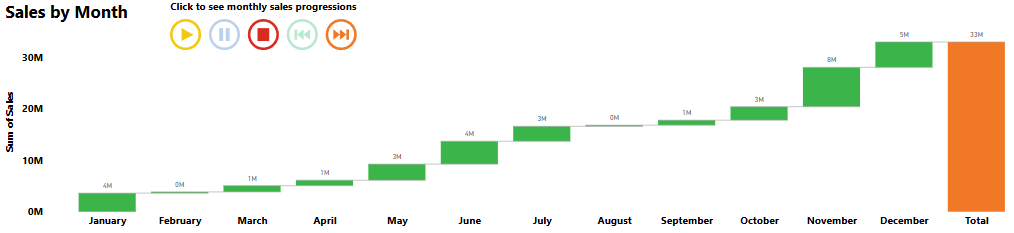 Sales by Month
Click to see monthly sales progressions
Sum of Sales
30M
20M
10M
0M
4M
0M
1M
1M
3M
4M
3M
0M
1M
3M
8M
5M
33M
January
February
March
April
May
June
July
August
September
October
November
December
Total